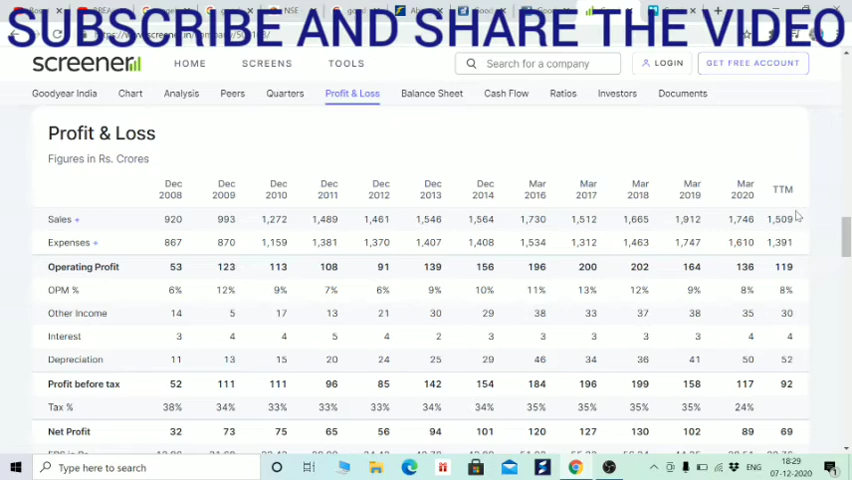 SUBSCRIBE AND SHARE THE VIDEO
screener
HOME SCREENS TOOLS Search for a company LOGIN GET FREE ACCOUNT
Goodyear India Chart Analysis Peers Quarters Profit & Loss Balance Sheet Cash Flow Ratios Investors Documents
Profit & Loss
Figures in Rs. Crores
Dec 2008 Dec 2009 Dec 2010 Dec 2011 Dec 2012 Dec 2013 Dec 2014 Mar 2016 Mar 2017 Mar 2018 Mar 2019 Mar 2020 TTM
Sales + 920 993 1,272 1,489 1,461 1,546 1,564 1,730 1,512 1,665 1,912 1,746 1,509
Expenses + 867 870 1,159 1,381 1,370 1,407 1,408 1,534 1,312 1,463 1,747 1,610 1,391
Operating Profit 53 123 113 108 91 139 156 196 200 202 164 136 119
OPM % 6% 12% 9% 7% 6% 9% 10% 11% 13% 12% 9% 8% 8%
Other Income 14 5 17 13 21 30 29 38 33 37 38 35 30
Interest 3 4 4 5 4 2 3 3 3 3 3 4 4
Depreciation 11 13 15 20 24 25 29 46 34 36 41 50 52
Profit before tax 52 111 111 96 85 142 154 184 196 199 158 117 92
Tax % 38% 34% 33% 33% 33% 34% 34% 35% 35% 35% 35% 24%
Net Profit 32 73 75 65 56 94 101 120 127 130 102 89 69
Type here to search ENG 18:29
07-12-2020